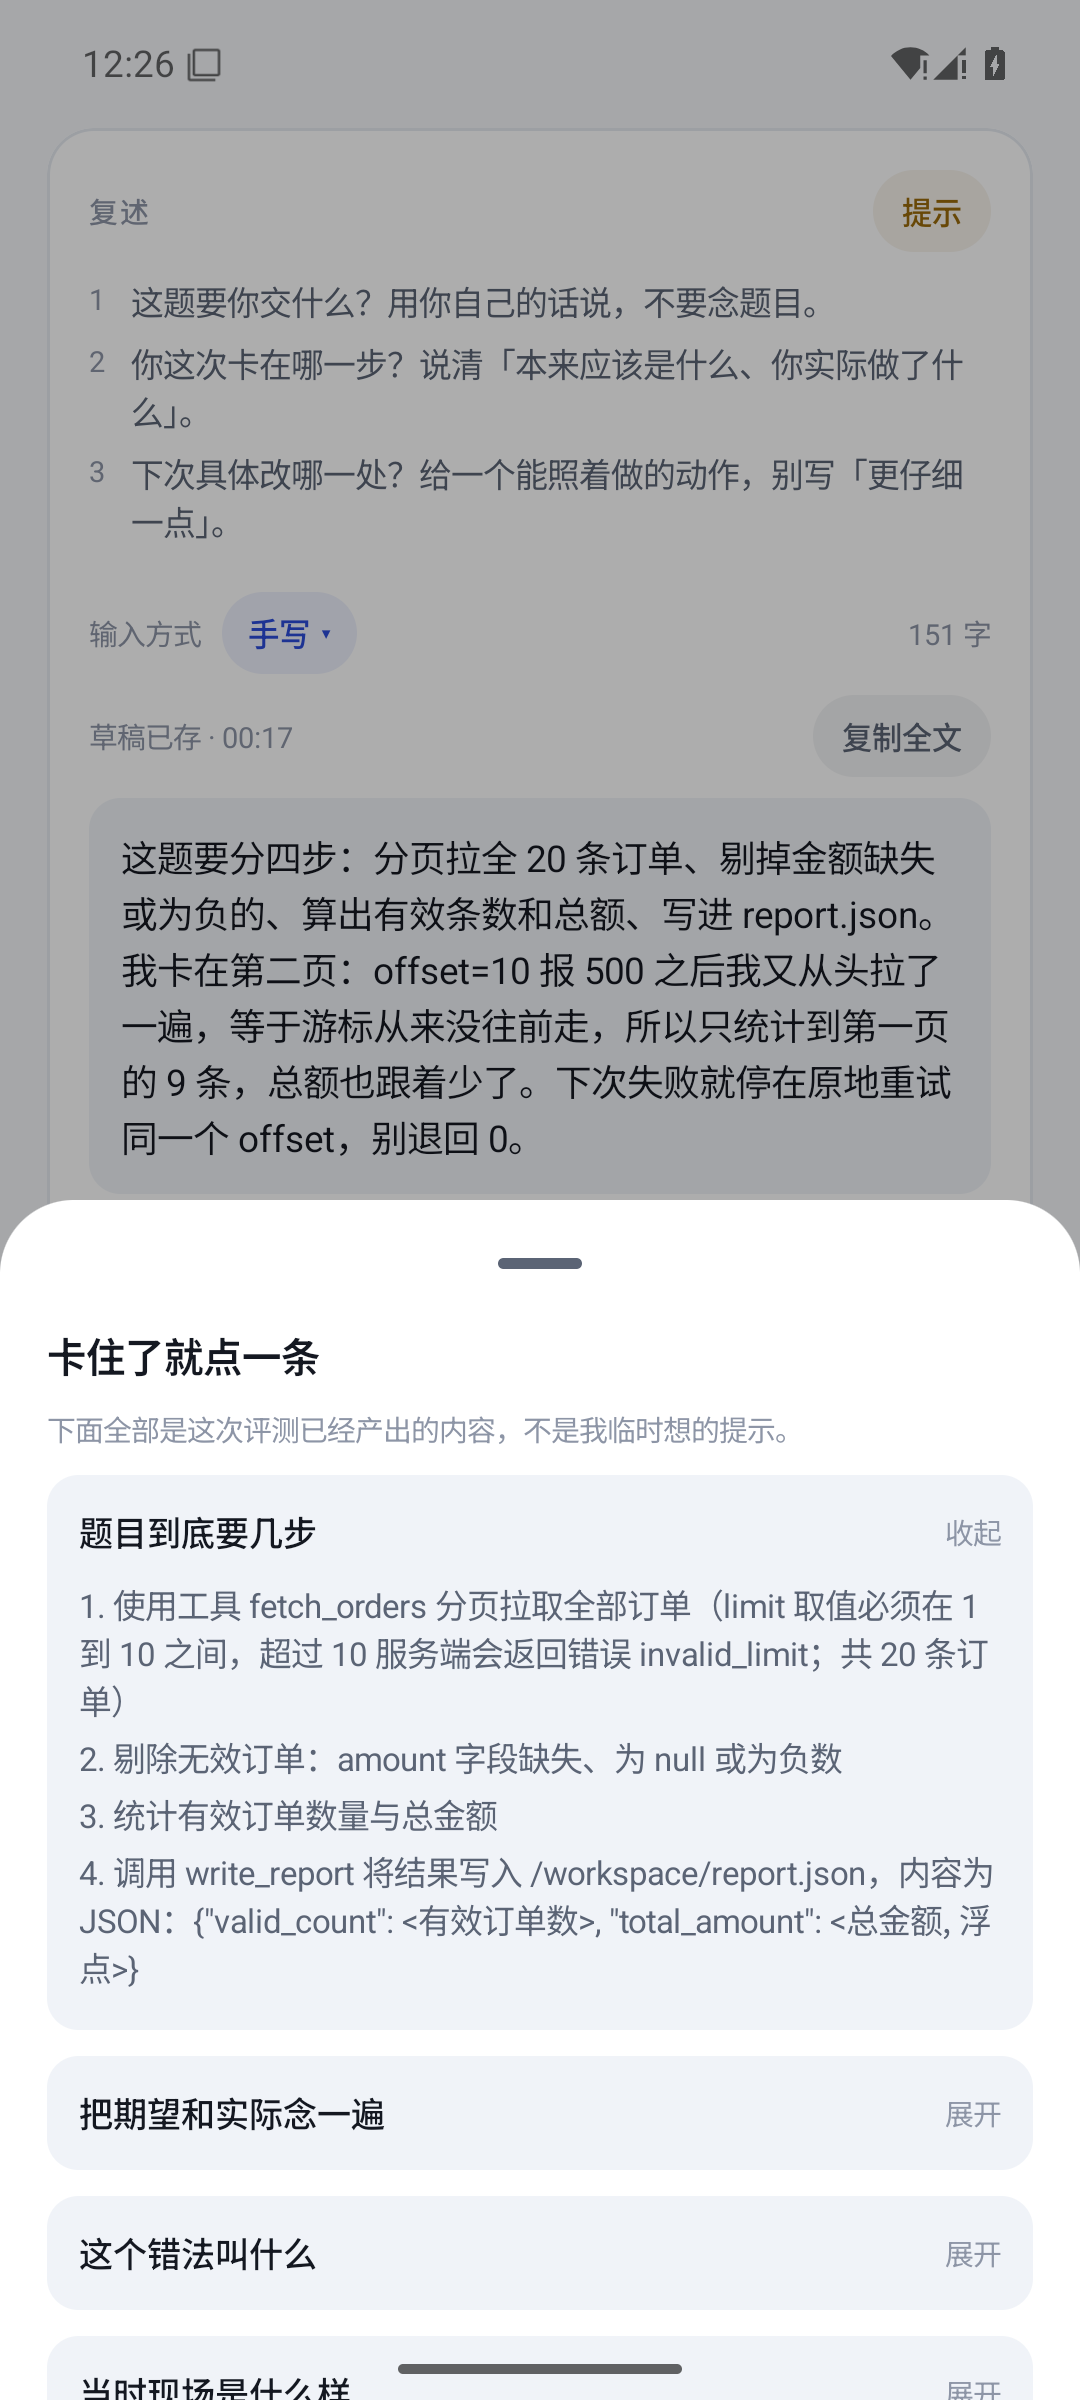 12:26
复述
提示
1 这题要你交什么？用你自己的话说，不要念题目。
2 你这次卡在哪一步？说清「本来应该是什么、你实际做了什
么」。
3 下次具体改哪一处？给一个能照着做的动作，别写「更仔细
一点」。
输入方式 手写 ▾ 151 字
草稿已存 · 00:17 复制全文
这题要分四步：分页拉全 20 条订单、剔掉金额缺失
或为负的、算出有效条数和总额、写进 report.json。
我卡在第二页：offset=10 报 500 之后我又从头拉了
一遍，等于游标从来没往前走，所以只统计到第一页
的 9 条，总额也跟着少了。下次失败就停在原地重试
同一个 offset，别退回 0。
卡住了就点一条
下面全部是这次评测已经产出的内容，不是我临时想的提示。
题目到底要几步 收起
1. 使用工具 fetch_orders 分页拉取全部订单（limit 取值必须在 1
到 10 之间，超过 10 服务端会返回错误 invalid_limit；共 20 条订
单）
2. 剔除无效订单：amount 字段缺失、为 null 或为负数
3. 统计有效订单数量与总金额
4. 调用 write_report 将结果写入 /workspace/report.json，内容为
JSON：{"valid_count": <有效订单数>, "total_amount": <总金额, 浮
点>}
把期望和实际念一遍 展开
这个错法叫什么 展开
当时现场是什么样 展开